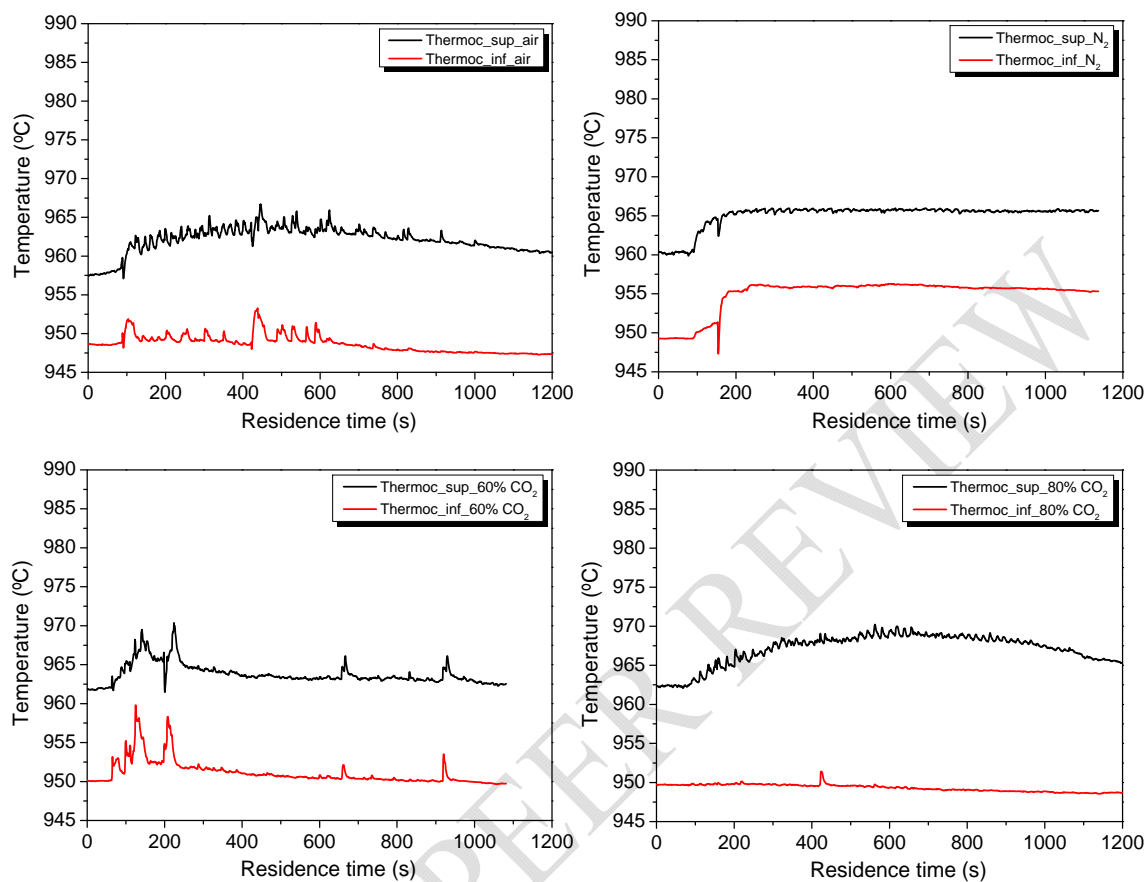 990
985
980
975
970
965
960
955
950
945
Temperature (ºC)
0 200 400 600 800 1000 1200
Residence time (s)
Thermoc_sup_air
Thermoc_inf_air
990
985
980
975
970
965
960
955
950
945
Temperature (ºC)
0 200 400 600 800 1000 1200
Residence time (s)
Thermoc_sup_N₂
Thermoc_inf_N₂
990
985
980
975
970
965
960
955
950
945
Temperature (ºC)
0 200 400 600 800 1000 1200
Residence time (s)
Thermoc_sup_60% CO₂
Thermoc_inf_60% CO₂
990
985
980
975
970
965
960
955
950
945
Temperature (ºC)
0 200 400 600 800 1000 1200
Residence time (s)
Thermoc_sup_80% CO₂
Thermoc_inf_80% CO₂
PEER REVIEW